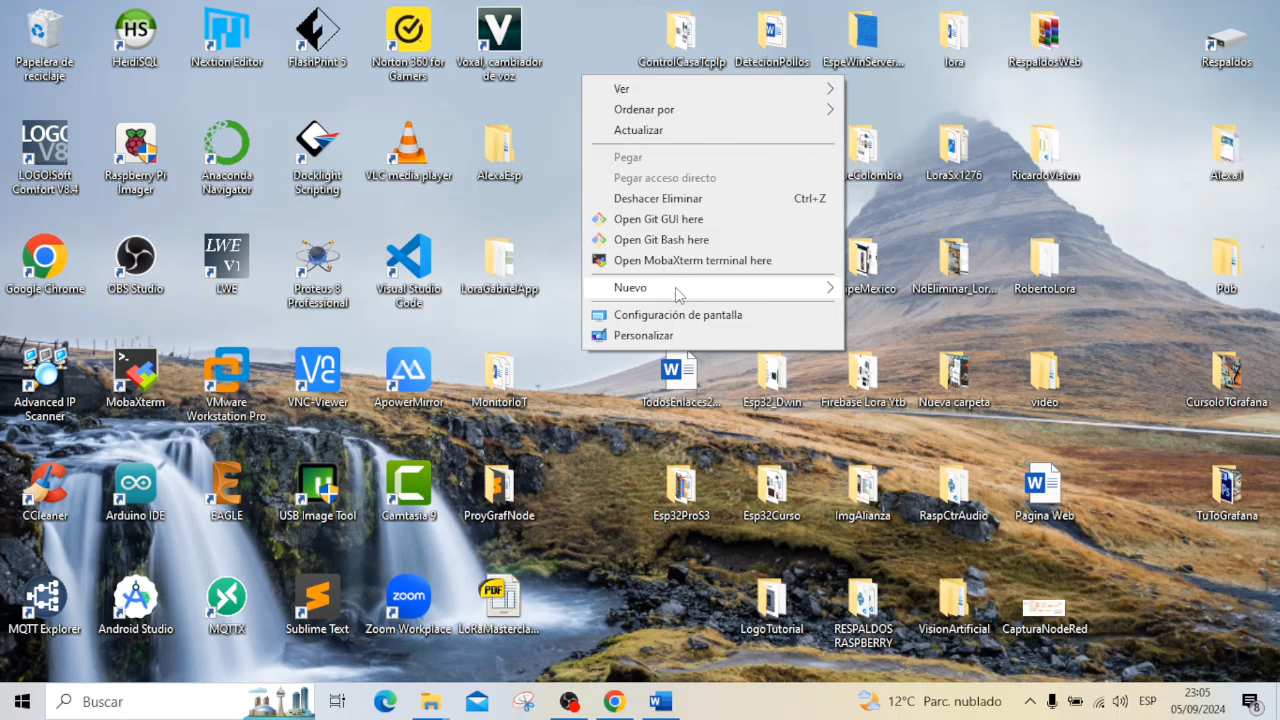 Papelera de
reciclaje
HeidiSQL
Nextion Editor
FlashPrint 5
Norton 360 for
Gamers
Voxal, cambiador
de voz
ControlCasaTcpIp
DeteccionPollos
EspeWinServer...
lora
RespaldosWeb
Respaldos
LOGO!Soft
Comfort V8.4
Raspberry Pi
Imager
Anaconda
Navigator
Docklight
Scripting
VLC media player
AlexaEsp
LoraSx1276
RicardoVision
Alexa!!
Google Chrome
OBS Studio
LWE
Proteus 8
Professional
Visual Studio
Code
LoraGabrielApp
NoEliminar_Lor...
RobertoLora
Pub
Ver
Ordenar por
Actualizar
Pegar
Pegar acceso directo
Deshacer Eliminar Ctrl+Z
Open Git GUI here
Open Git Bash here
Open MobaXterm terminal here
Nuevo
Configuración de pantalla
Personalizar
Advanced IP
Scanner
MobaXterm
VMware
Workstation Pro
VNC-Viewer
ApowerMirror
MonitorIoT
TodosEnlaces2...
Esp32_Dwin
Firebase Lora Ytb
Nueva carpeta
video
CursoIoTGrafana
CCleaner
Arduino IDE
EAGLE
USB Image Tool
Camtasia 9
ProyGrafNode
Esp32ProS3
Esp32Curso
ImgAlianza
RaspCtrAudio
Pagina Web
TuToGrafana
MQTT Explorer
Android Studio
MQTTX
Sublime Text
Zoom Workplace
LoRaMastercla...
LogoTutorial
RESPALDOS
RASPBERRY
VisionArtificial
CapturaNodeRed
Buscar
12°C Parc. nublado
ESP
23:05
05/09/2024